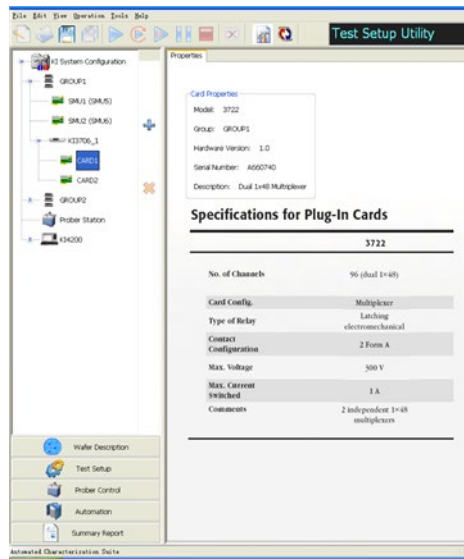 File Edit View Operation Tools Help
Test Setup Utility
KI System Configuration
GROUP1
SMU1 (SMU5)
SMU2 (SMU6)
KI3706_1
CARD1
CARD2
GROUP2
Prober Station
KI4200
Properties
Card Properties
Model: 3722
Group: GROUP1
Hardware Version: 1.0
Serial Number: A660740
Description: Dual 1x48 Multiplexer
Specifications for Plug-In Cards
3722
No. of Channels 96 (dual 1×48)
Card Config. Multiplexer
Type of Relay Latching
electromechanical
Contact
Configuration 2 Form A
Max. Voltage 300 V
Max. Current
Switched 1 A
Comments 2 independent 1×48
multiplexers
Wafer Description
Test Setup
Prober Control
Automation
Summary Report
Automated Characterization Suite